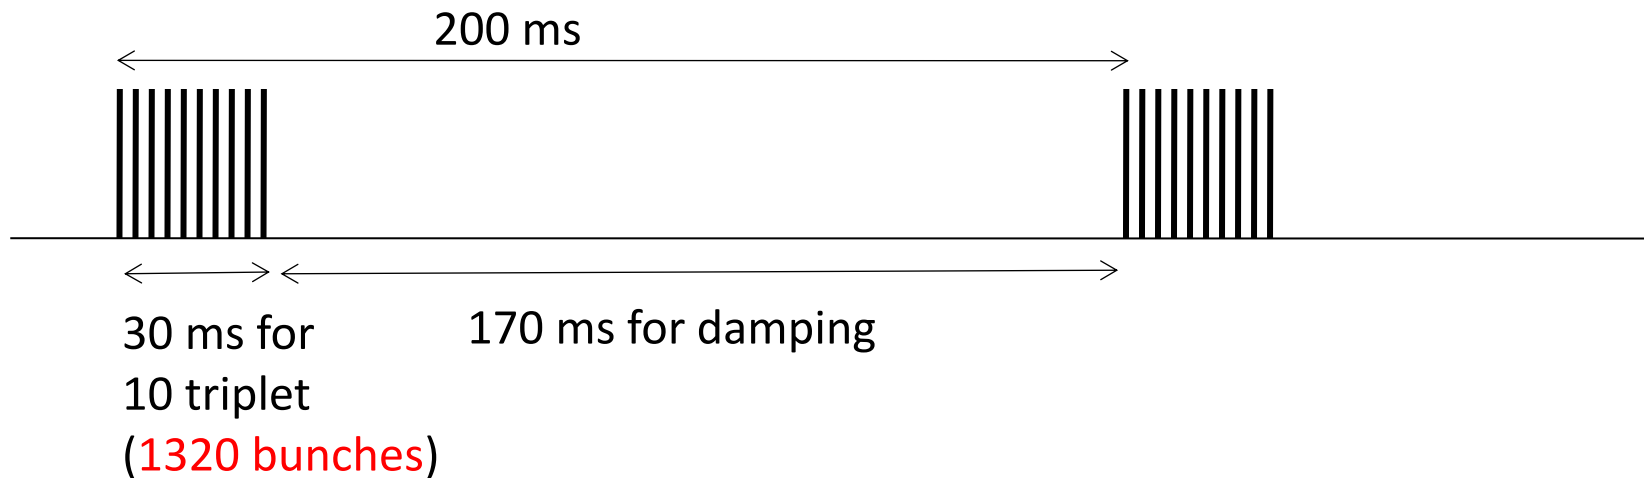 200 ms
30 ms for
10 triplet
(1320 bunches)
170 ms for damping